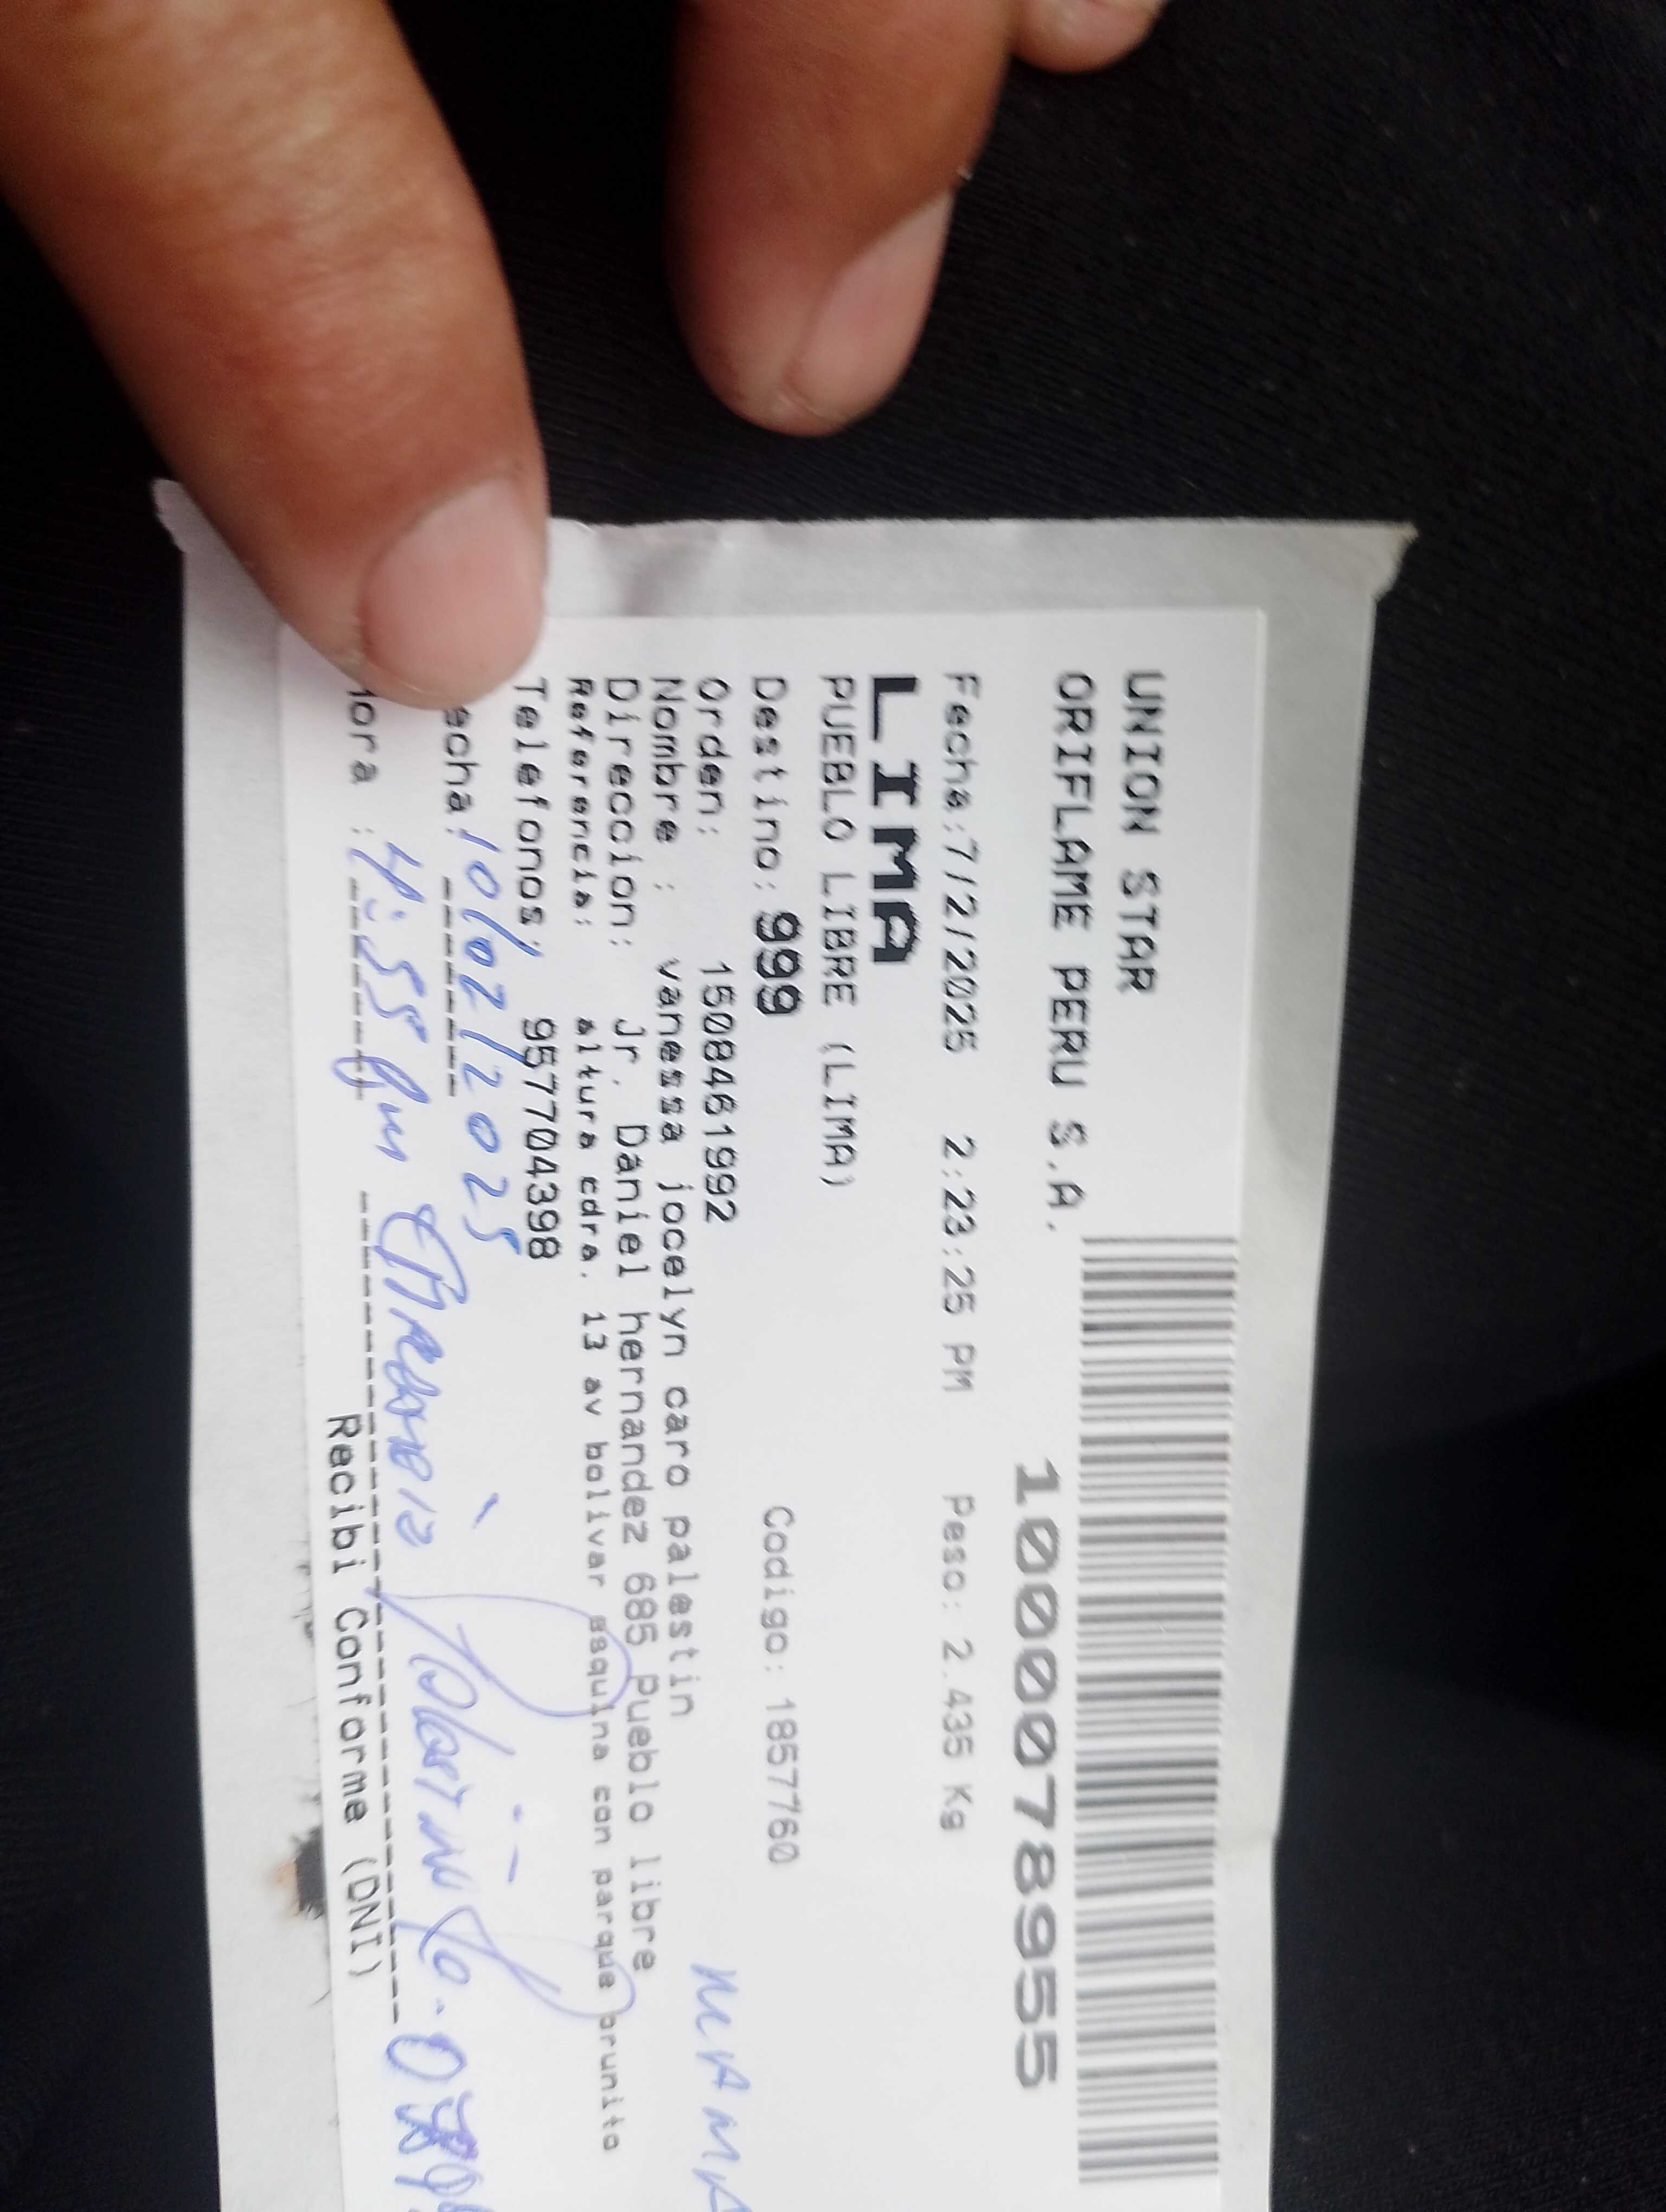 UNION STAR
ORIFLAME PERU S.A.
10000078955
Fecha:7/2/2025 2:23:25 PM Peso: 2.435 Kg
LIMA
PUEBLO LIBRE (LIMA)
Destino: 999 Codigo: 1857760
Orden: 1508461992
Nombre : vanessa jocelyn caro palestin
MAMA
Direccion: Jr. Daniel hernandez 685 Pueblo libre
Referencia: altura cdra. 13 av bolivar esquina con parque brunito
Telefonos: 957704398
echa: 10/02/2025
hora : 4:55 pm
Recibi Conforme (DNI)